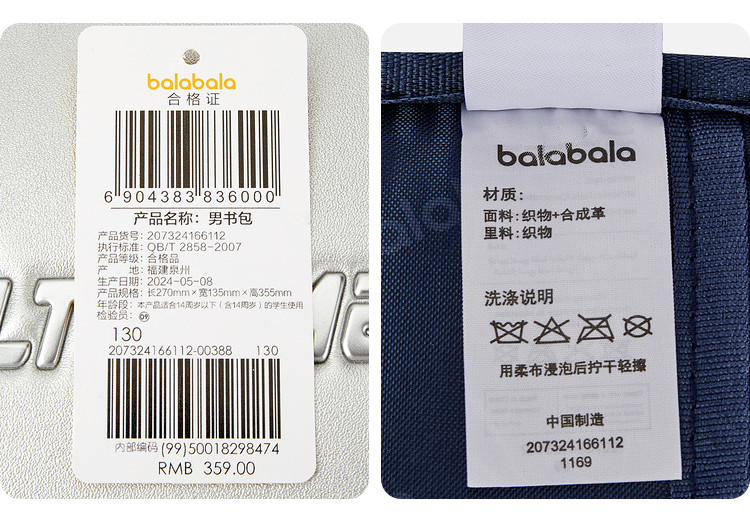 balabala
合格证
6 904383 836000
产品名称：男书包
产品货号：207324166112
执行标准：QB/T 2858-2007
产品等级：合格品
产　　地：福建泉州
生产日期：2024-05-08
产品规格：长270mm×宽135mm×高355mm
年龄段：本产品适合14周岁以下（含14周岁）的学生使用
检验员：09
130
207324166112-00388 130
内部编码 (99)50018298474
RMB 359.00
balabala
材质：
面料：织物+合成革
里料：织物
洗涤说明
用柔布浸泡后拧干轻擦
中国制造
207324166112
1169